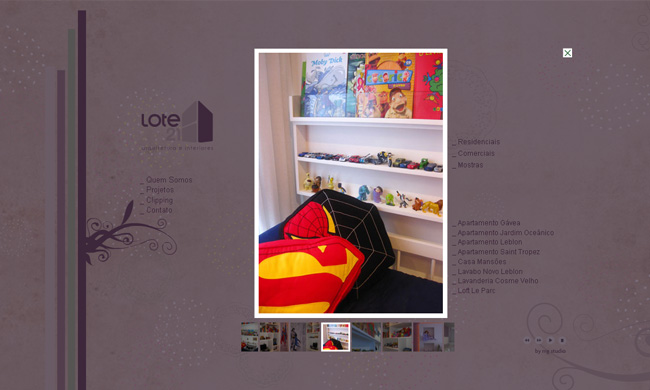 Moby Dick
Lote
21
_ Residenciais
_ Comerciais
_ Mostras
_ Quem Somos
_ Projetos
_ Clipping
_ Contato
_ Apartamento Gávea
_ Apartamento Jardim Oceânico
_ Apartamento Leblon
_ Apartamento Saint Tropez
_ Casa Mansões
_ Lavabo Novo Leblon
_ Lavanderia Cosme Velho
_ Loft Le Parc